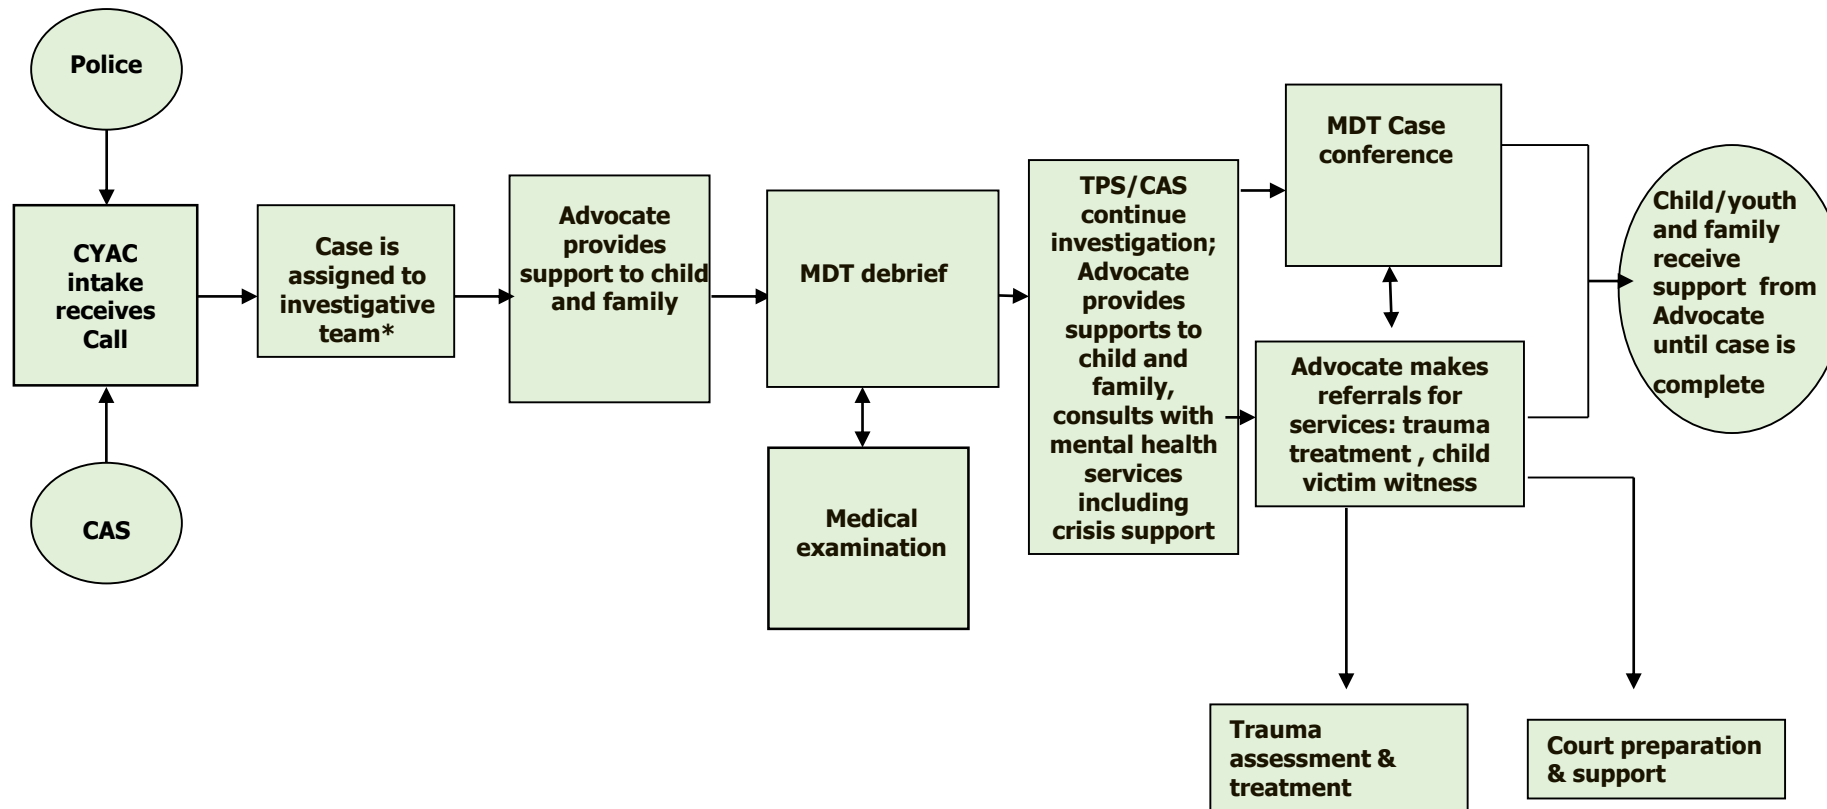 Police
CYAC
intake
receives
Call
CAS
Case is
assigned to
investigative
team*
Advocate
provides
support to child
and family
MDT debrief
Medical
examination
TPS/CAS
continue
investigation;
Advocate
provides
supports to
child and
family,
consults with
mental health
services
including
crisis support
MDT Case
conference
Advocate makes
referrals for
services: trauma
treatment , child
victim witness
Child/youth
and family
receive
support from
Advocate
until case is
complete
Trauma
assessment &
treatment
Court preparation
& support